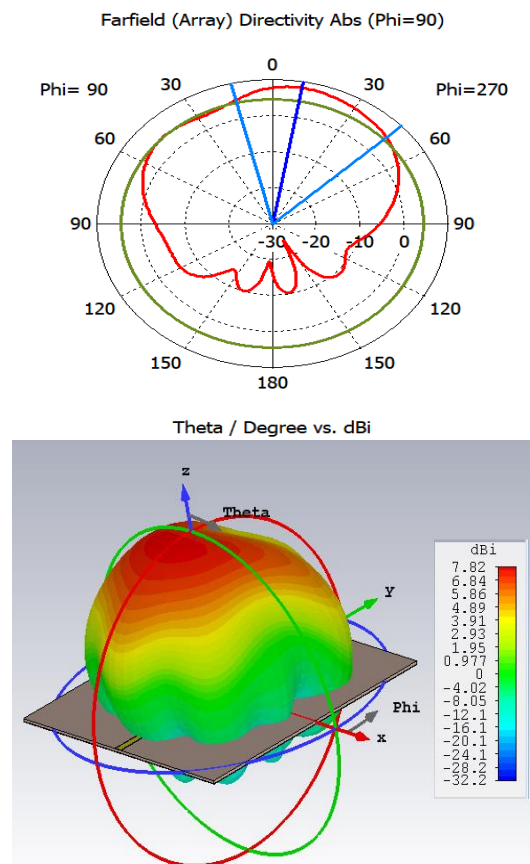 Farfield (Array) Directivity Abs (Phi=90)
0
Phi= 90 30 30 Phi=270
60 60
90 -30 -20 -10 0 90
120 120
150 150
180
Theta / Degree vs. dBi
z
Theta
Y
Phi
x
dBi
7.82
6.84
5.86
4.89
3.91
2.93
1.95
0.977
0
-4.02
-8.05
-12.1
-16.1
-20.1
-24.1
-28.2
-32.2